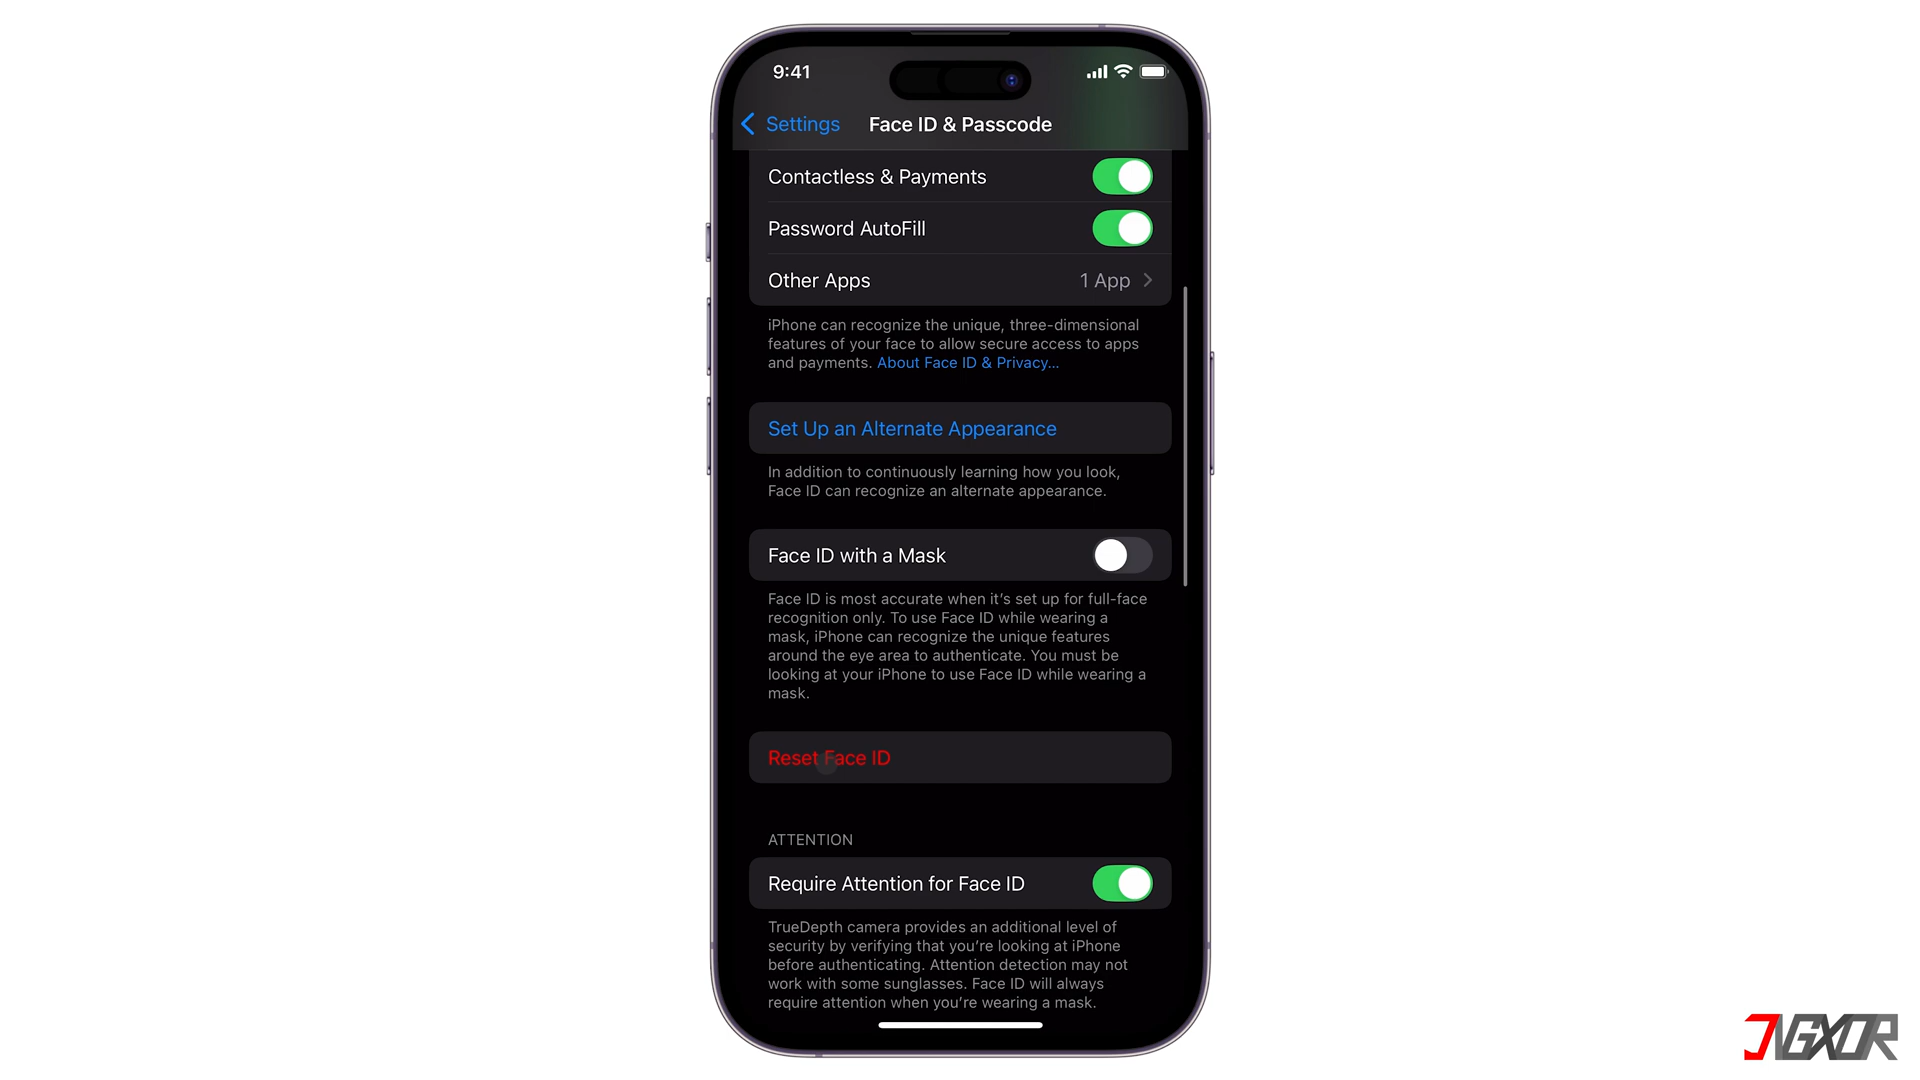 9:41
Settings
Face ID & Passcode
Contactless & Payments
Password AutoFill
Other Apps
1 App
iPhone can recognize the unique, three-dimensional
features of your face to allow secure access to apps
and payments. About Face ID & Privacy...
Set Up an Alternate Appearance
In addition to continuously learning how you look,
Face ID can recognize an alternate appearance.
Face ID with a Mask
Face ID is most accurate when it's set up for full-face
recognition only. To use Face ID while wearing a
mask, iPhone can recognize the unique features
around the eye area to authenticate. You must be
looking at your iPhone to use Face ID while wearing a
mask.
Reset Face ID
ATTENTION
Require Attention for Face ID
TrueDepth camera provides an additional level of
security by verifying that you're looking at iPhone
before authenticating. Attention detection may not
work with some sunglasses. Face ID will always
require attention when you're wearing a mask.
JVGXOR